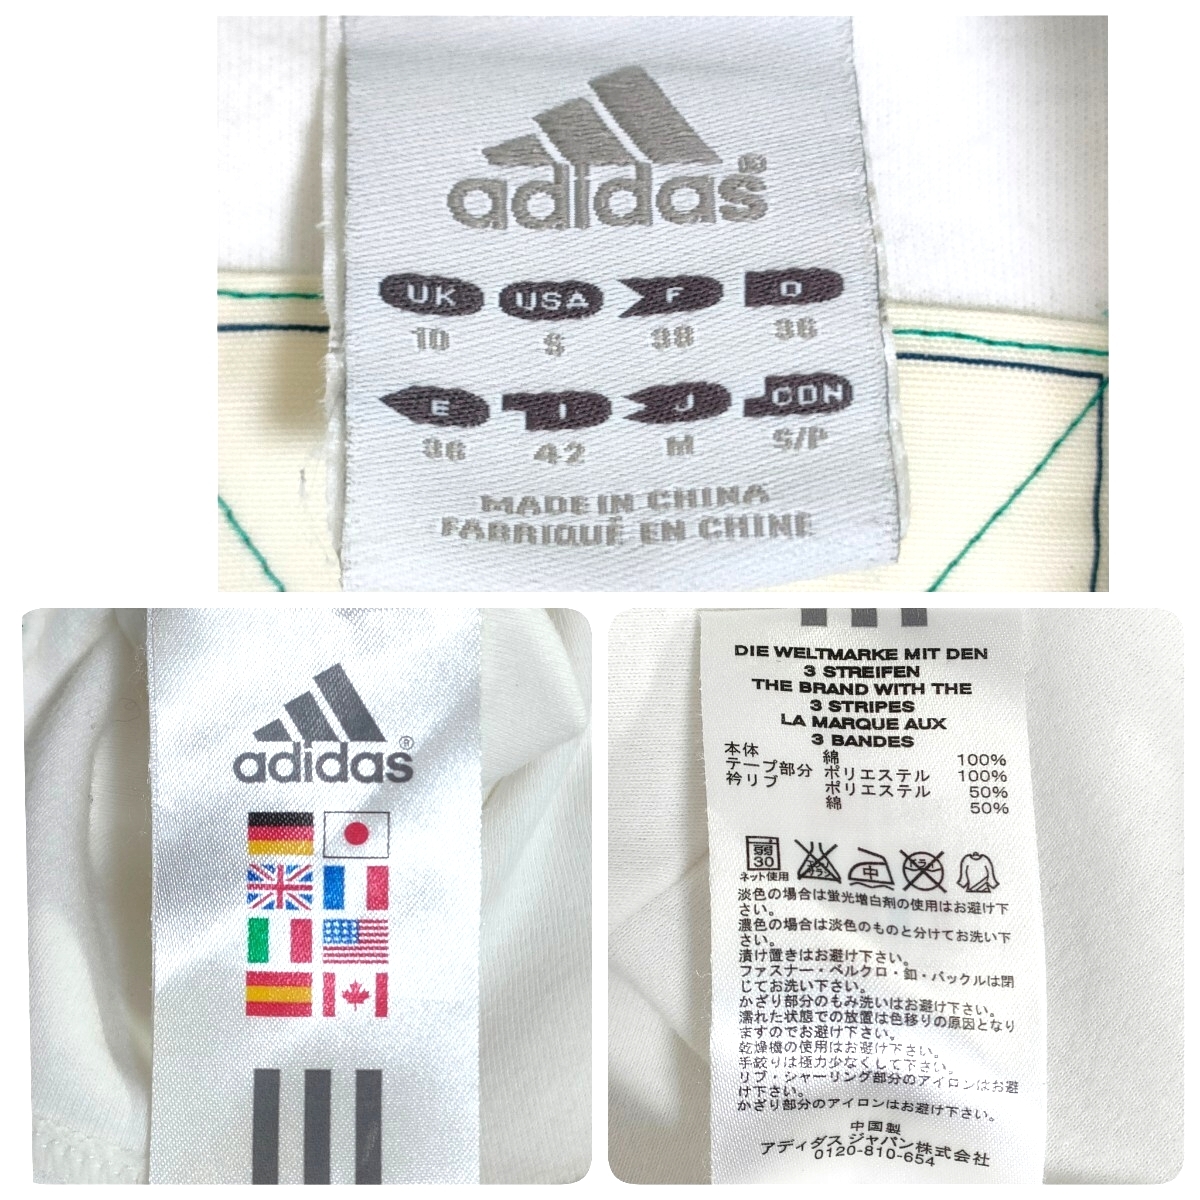 adidas®
UK USA F D
10 S 38 36
E I J CDN
36 42 M S/P
MADE IN CHINA
FABRIQUÉ EN CHINE
adidas®
DIE WELTMARKE MIT DEN
3 STREIFEN
THE BRAND WITH THE
3 STRIPES
LA MARQUE AUX
3 BANDES
本体 綿 100%
テープ部分 ポリエステル 100%
衿リブ ポリエステル 50%
綿 50%
弱
30
中
ドライ
ネット使用
淡色の場合は蛍光増白剤の使用はお避け下
さい。
濃色の場合は淡色のものと分けてお洗い下
さい。
漬け置きはお避け下さい。
ファスナー・ベルクロ・釦・バックルは閉
じてお洗い下さい。
かざり部分のもみ洗いはお避け下さい。
濡れた状態での放置は色移りの原因となり
ますのでお避け下さい。
乾燥機の使用はお避け下さい。
手絞りは極力少なくして下さい。
リブ・シャーリング部分のアイロンはお避
け下さい。
かざり部分のアイロンはお避け下さい。
中国製
アディダス ジャパン株式会社
0120-810-654